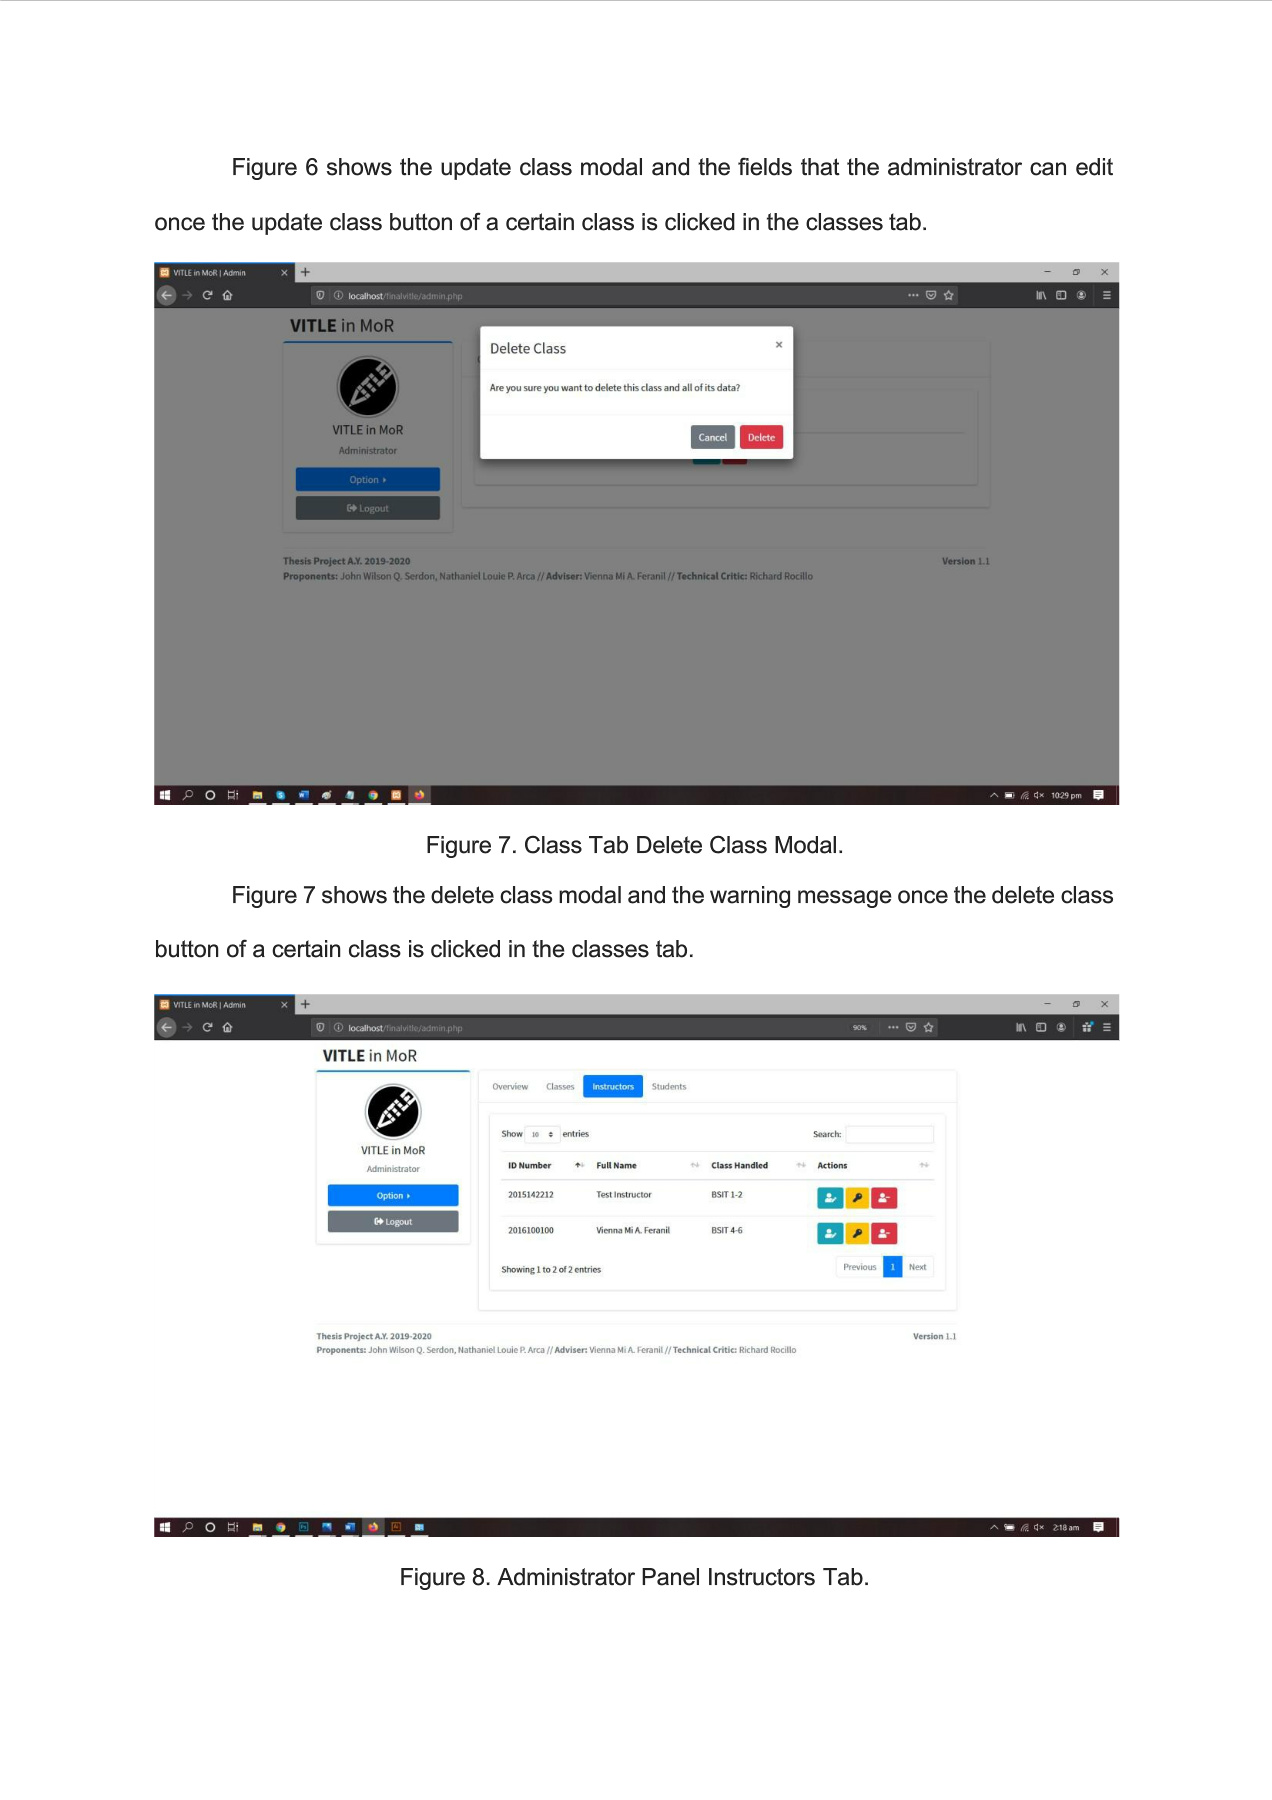 Figure 6 shows the update class modal and the fields that the administrator can edit
once the update class button of a certain class is clicked in the classes tab.
VITLE in MoR | Admin
localhost/finalvitle/admin.php
VITLE in MoR
Delete Class
Are you sure you want to delete this class and all of its data?
Cancel Delete
VITLE in MoR
Administrator
Option
Logout
Thesis Project A.Y. 2019-2020 Version 1.1
Proponents: John Wilson Q. Serdon, Nathaniel Louie P. Arca // Adviser: Vienna Mi A. Feranil // Technical Critic: Richard Rocillo
10:29 pm
Figure 7. Class Tab Delete Class Modal.
Figure 7 shows the delete class modal and the warning message once the delete class
button of a certain class is clicked in the classes tab.
VITLE in MoR | Admin
localhost/finalvitle/admin.php 90%
VITLE in MoR
Overview Classes Instructors Students
VITLE in MoR
Administrator
Option
Logout
Show 10 entries Search:
ID Number Full Name Class Handled Actions
2015142212 Test Instructor BSIT 1-2
2016100100 Vienna Mi A. Feranil BSIT 4-6
Showing 1 to 2 of 2 entries Previous 1 Next
Thesis Project A.Y. 2019-2020 Version 1.1
Proponents: John Wilson Q. Serdon, Nathaniel Louie P. Arca // Adviser: Vienna Mi A. Feranil // Technical Critic: Richard Rocillo
2:18 am
Figure 8. Administrator Panel Instructors Tab.